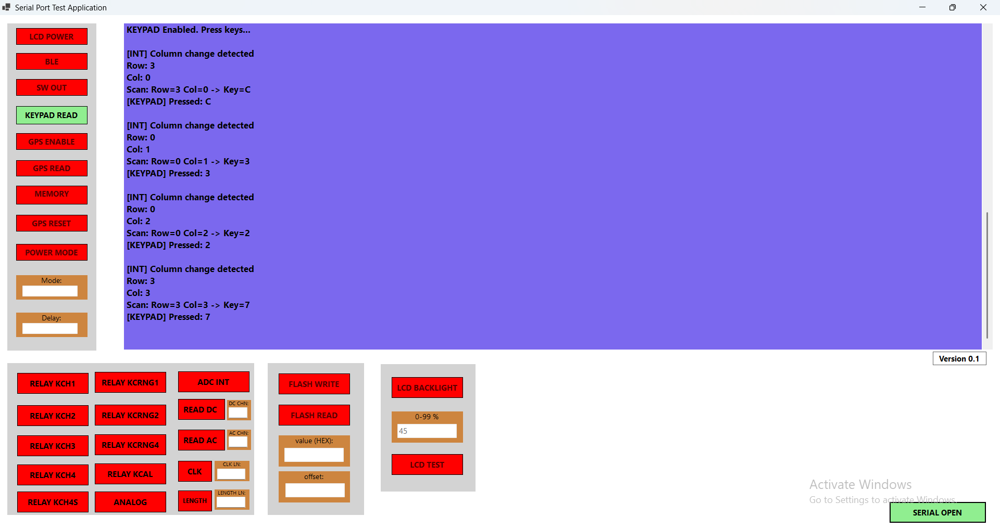 Serial Port Test Application
LCD POWER
BLE
SW OUT
KEYPAD READ
GPS ENABLE
GPS READ
MEMORY
GPS RESET
POWER MODE
Mode:
Delay:
KEYPAD Enabled. Press keys...
[INT] Column change detected
Row: 3
Col: 0
Scan: Row=3 Col=0 -> Key=C
[KEYPAD] Pressed: C
[INT] Column change detected
Row: 0
Col: 1
Scan: Row=0 Col=1 -> Key=3
[KEYPAD] Pressed: 3
[INT] Column change detected
Row: 0
Col: 2
Scan: Row=0 Col=2 -> Key=2
[KEYPAD] Pressed: 2
[INT] Column change detected
Row: 3
Col: 3
Scan: Row=3 Col=3 -> Key=7
[KEYPAD] Pressed: 7
Version 0.1
RELAY KCH1
RELAY KCH2
RELAY KCH3
RELAY KCH4
RELAY KCH4S
RELAY KCRNG1
RELAY KCRNG2
RELAY KCRNG4
RELAY KCAL
ANALOG
ADC INT
READ DC
DC CHN:
READ AC
AC CHN:
CLK
CLK LN:
LENGTH
LENGTH LN:
FLASH WRITE
FLASH READ
value (HEX):
offset:
LCD BACKLIGHT
0-99 %
45
LCD TEST
Activate Windows
Go to Settings to activate Windows.
SERIAL OPEN